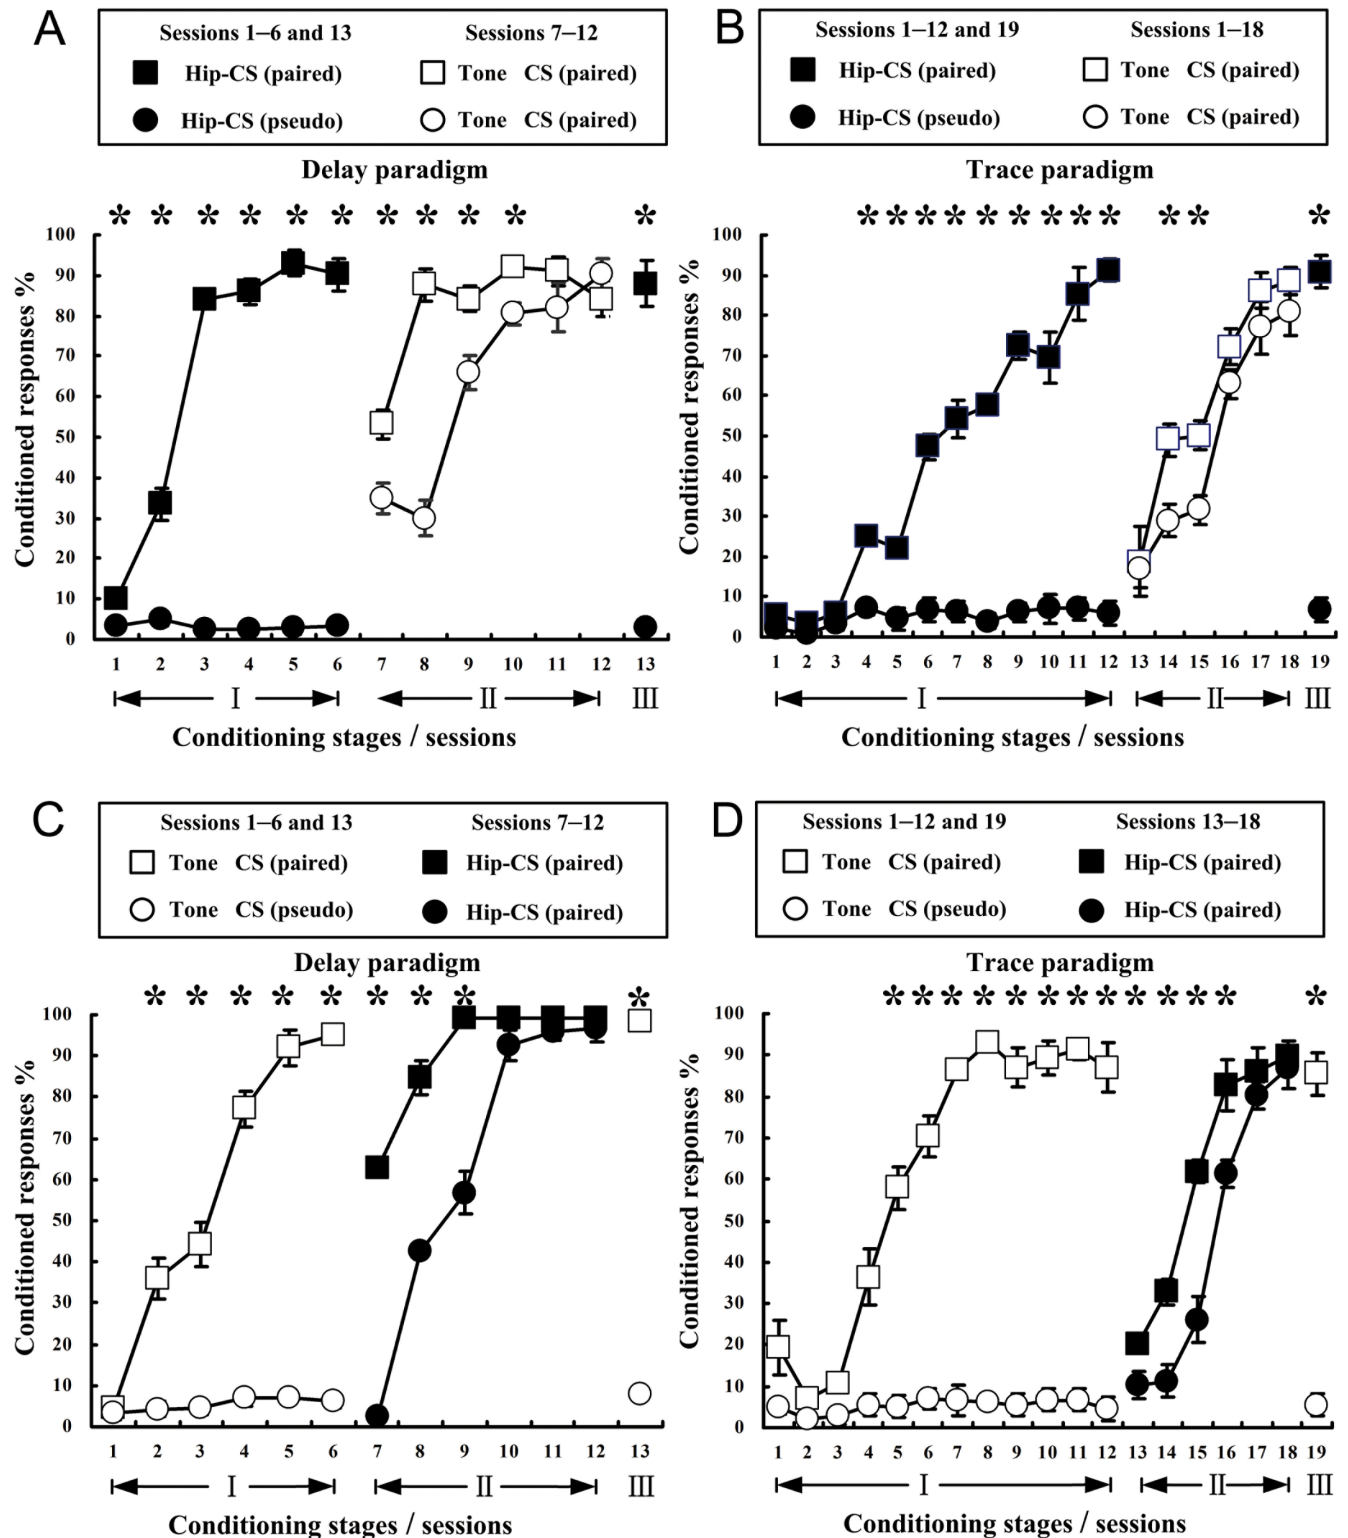 A
Sessions 1–6 and 13 Sessions 7–12
Hip-CS (paired) Tone CS (paired)
Hip-CS (pseudo) Tone CS (paired)
Delay paradigm
* * * * * * * * * * *
Conditioned responses %
100
90
80
70
60
50
40
30
20
10
0
1 2 3 4 5 6 7 8 9 10 11 12 13
I II III
Conditioning stages / sessions
B
Sessions 1–12 and 19 Sessions 1–18
Hip-CS (paired) Tone CS (paired)
Hip-CS (pseudo) Tone CS (paired)
Trace paradigm
* * * * * * * * * * * *
Conditioned responses %
100
90
80
70
60
50
40
30
20
10
0
1 2 3 4 5 6 7 8 9 10 11 12 13 14 15 16 17 18 19
I II III
Conditioning stages / sessions
C
Sessions 1–6 and 13 Sessions 7–12
Tone CS (paired) Hip-CS (paired)
Tone CS (pseudo) Hip-CS (paired)
Delay paradigm
* * * * * * * * *
Conditioned responses %
100
90
80
70
60
50
40
30
20
10
0
1 2 3 4 5 6 7 8 9 10 11 12 13
I II III
Conditioning stages / sessions
D
Sessions 1–12 and 19 Sessions 13–18
Tone CS (paired) Hip-CS (paired)
Tone CS (pseudo) Hip-CS (paired)
Trace paradigm
* * * * * * * * * * * * *
Conditioned responses %
100
90
80
70
60
50
40
30
20
10
0
1 2 3 4 5 6 7 8 9 10 11 12 13 14 15 16 17 18 19
I II III
Conditioning stages / sessions